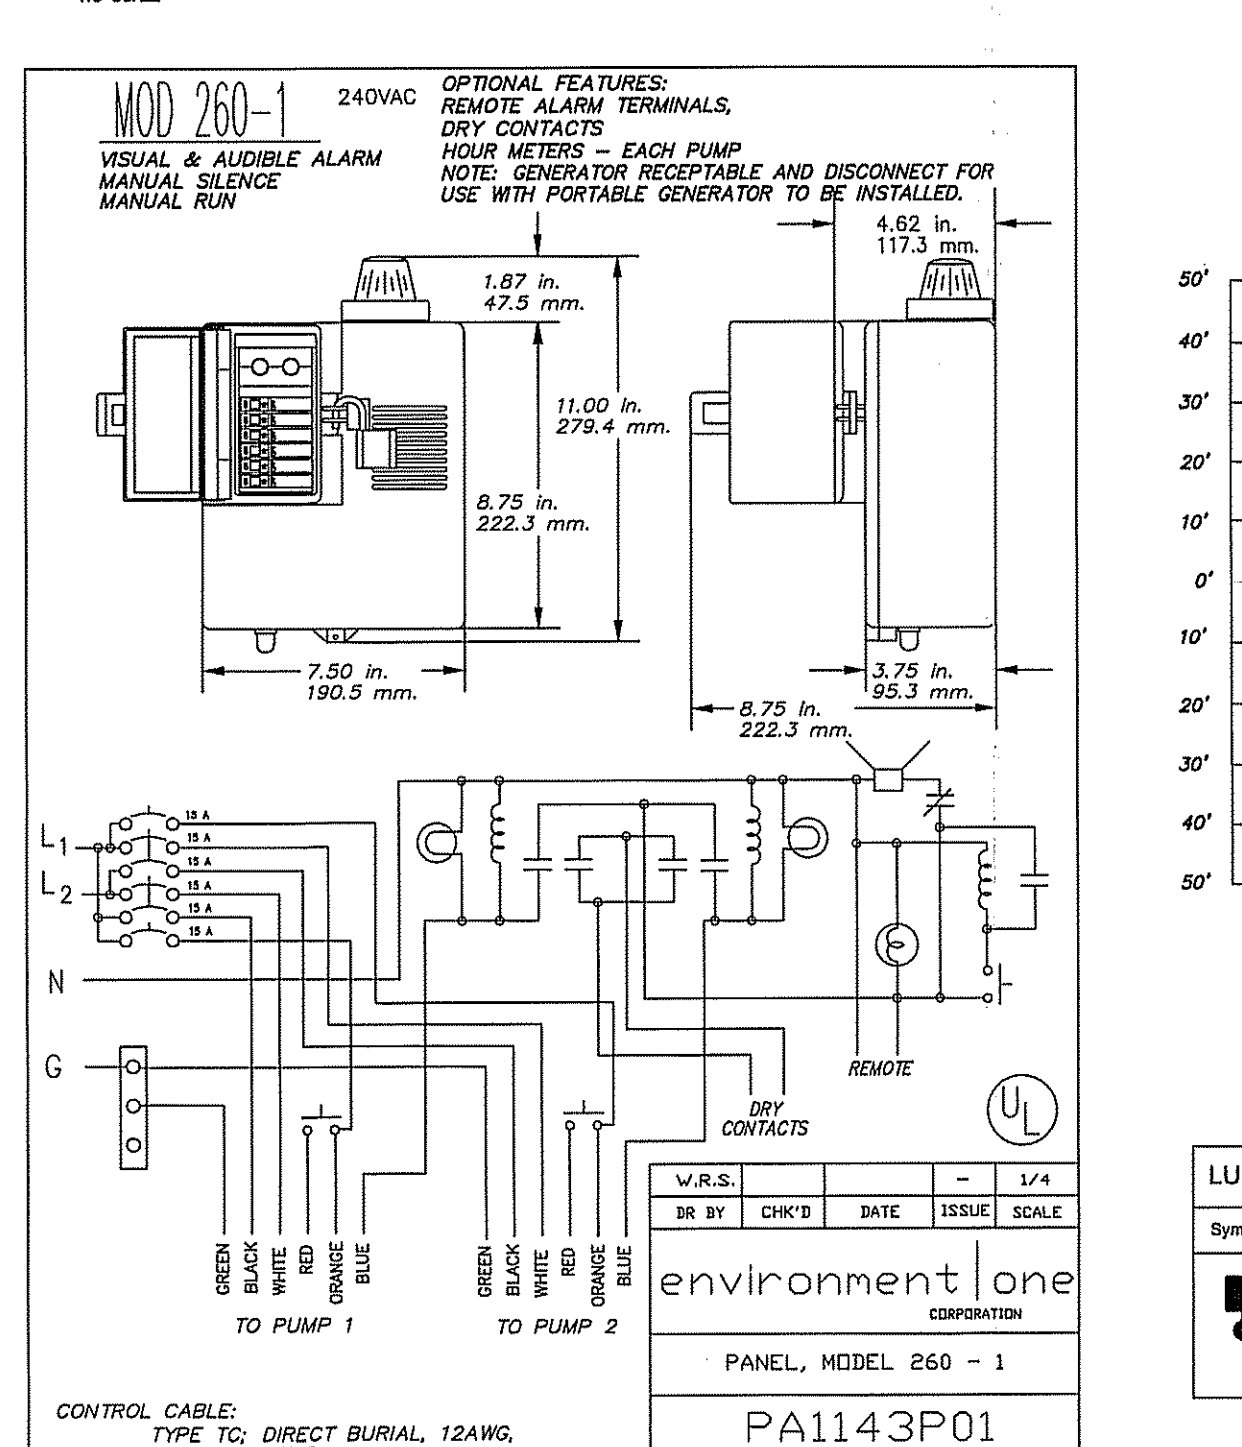 MOD 260-1
240VAC
VISUAL & AUDIBLE ALARM
MANUAL SILENCE
MANUAL RUN
OPTIONAL FEATURES:
REMOTE ALARM TERMINALS,
DRY CONTACTS
HOUR METERS – EACH PUMP
NOTE: GENERATOR RECEPTABLE AND DISCONNECT FOR
USE WITH PORTABLE GENERATOR TO BE INSTALLED.
4.62 in.
117.3 mm.
1.87 in.
47.5 mm.
11.00 in.
279.4 mm.
8.75 in.
222.3 mm.
7.50 in.
190.5 mm.
3.75 in.
95.3 mm.
8.75 in.
222.3 mm.
L1
L2
N
G
15 A
15 A
15 A
15 A
15 A
15 A
REMOTE
DRY
CONTACTS
UL
GREEN
BLACK
WHITE
RED
ORANGE
BLUE
TO PUMP 1
GREEN
BLACK
WHITE
RED
ORANGE
BLUE
TO PUMP 2
W.R.S. – 1/4
DR BY CHK'D DATE ISSUE SCALE
environment|one
CORPORATION
PANEL, MODEL 260 - 1
PA1143P01
CONTROL CABLE:
TYPE TC; DIRECT BURIAL, 12AWG,
50'
40'
30'
20'
10'
0'
10'
20'
30'
40'
50'
LU
Sym